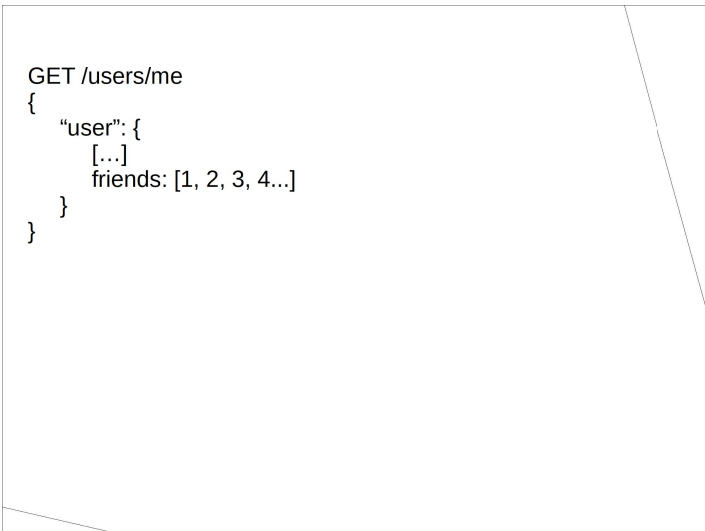 GET /users/me
{
“user”: {
[…]
friends: [1, 2, 3, 4...]
}
}